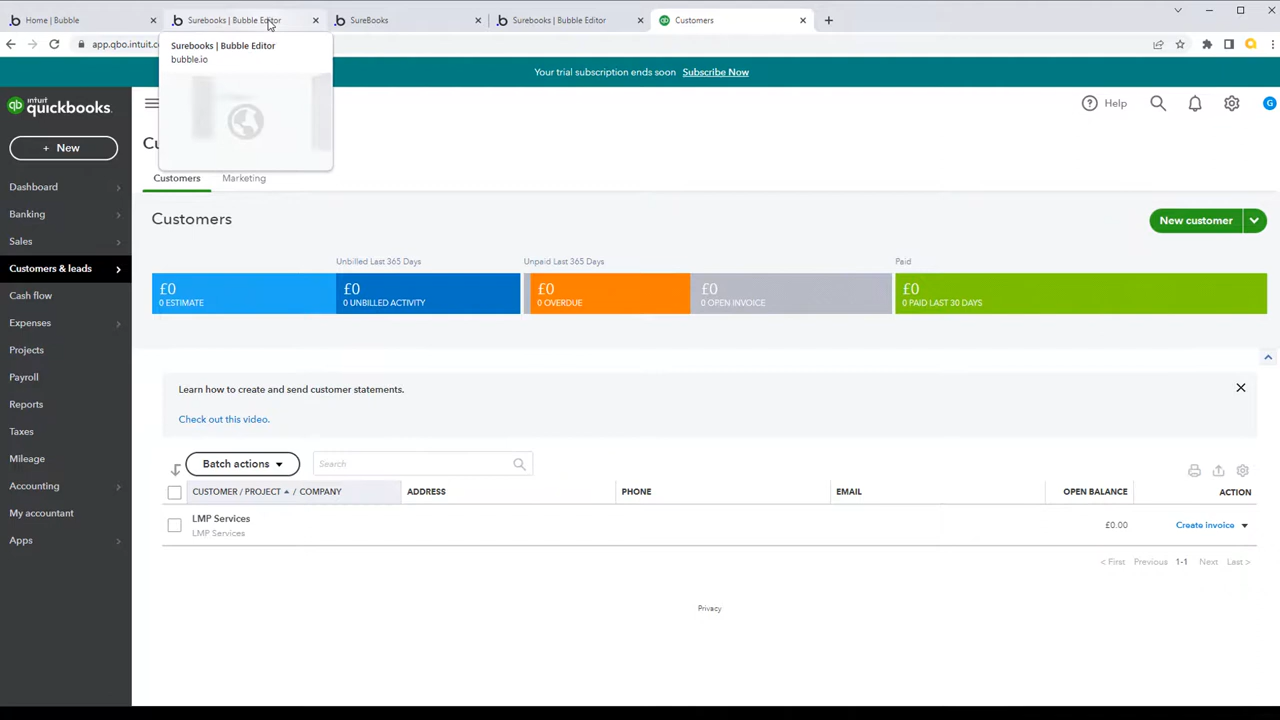 Home | Bubble
Surebooks | Bubble Editor
SureBooks
Surebooks | Bubble Editor
Customers
app.qbo.intuit.c
Surebooks | Bubble Editor
bubble.io
Your trial subscription ends soon Subscribe Now
intuit
quickbooks.
Help
G
+ New
Cu
Customers
Marketing
Dashboard
Banking
Sales
Customers & leads
Cash flow
Expenses
Projects
Payroll
Reports
Taxes
Mileage
Accounting
My accountant
Apps
Customers
New customer
Unbilled Last 365 Days
Unpaid Last 365 Days
Paid
£0
0 ESTIMATE
£0
0 UNBILLED ACTIVITY
£0
0 OVERDUE
£0
0 OPEN INVOICE
£0
0 PAID LAST 30 DAYS
Learn how to create and send customer statements.
Check out this video.
Batch actions
Search
CUSTOMER / PROJECT / COMPANY ADDRESS PHONE EMAIL OPEN BALANCE ACTION
LMP Services £0.00 Create invoice
LMP Services
< First Previous 1-1 Next Last >
Privacy